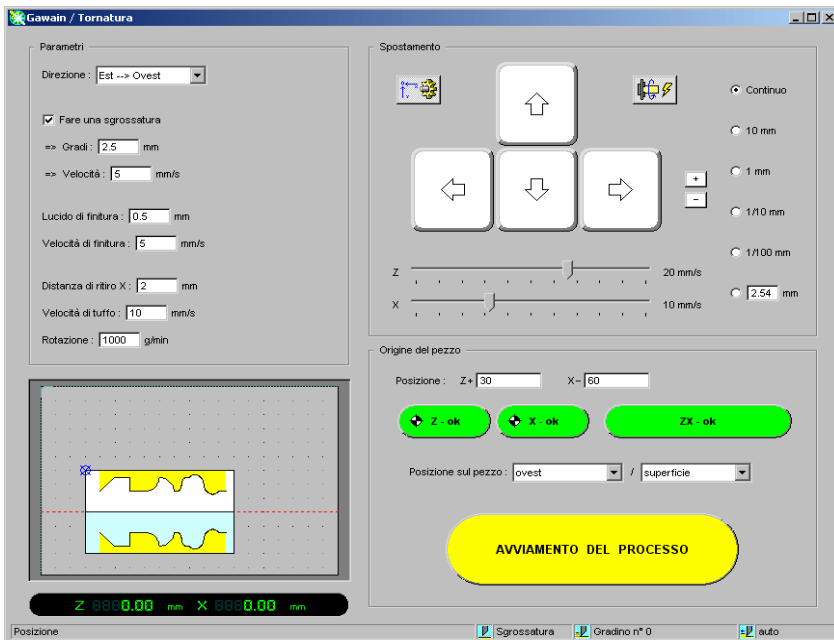 Gawain / Tornatura
Parametri
Direzione : Est --> Ovest
Fare una sgrossatura
=> Gradi : 2.5 mm
=> Velocità : 5 mm/s
Lucido di finitura : 0.5 mm
Velocità di finitura : 5 mm/s
Distanza di ritiro X : 2 mm
Velocità di tuffo : 10 mm/s
Rotazione : 1000 g/min
Spostamento
Continuo
10 mm
1 mm
1/10 mm
1/100 mm
2.54 mm
+
−
Z 20 mm/s
X 10 mm/s
Origine del pezzo
Posizione : Z+ 30 X− 60
Z - ok X - ok ZX - ok
Posizione sul pezzo : ovest / superficie
AVVIAMENTO DEL PROCESSO
Z 0.00 mm X 0.00 mm
Posizione Sgrossatura Gradino n° 0 auto